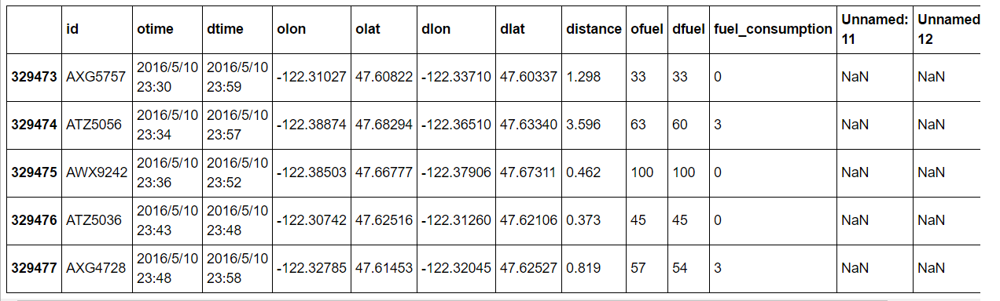 id otime dtime olon olat dlon dlat distance ofuel dfuel fuel_consumption Unnamed: 11 Unnamed 12
329473 AXG5757 2016/5/10 23:30 2016/5/10 23:59 -122.31027 47.60822 -122.33710 47.60337 1.298 33 33 0 NaN NaN
329474 ATZ5056 2016/5/10 23:34 2016/5/10 23:57 -122.38874 47.68294 -122.36510 47.63340 3.596 63 60 3 NaN NaN
329475 AWX9242 2016/5/10 23:36 2016/5/10 23:52 -122.38503 47.66777 -122.37906 47.67311 0.462 100 100 0 NaN NaN
329476 ATZ5036 2016/5/10 23:43 2016/5/10 23:48 -122.30742 47.62516 -122.31260 47.62106 0.373 45 45 0 NaN NaN
329477 AXG4728 2016/5/10 23:48 2016/5/10 23:58 -122.32785 47.61453 -122.32045 47.62527 0.819 57 54 3 NaN NaN